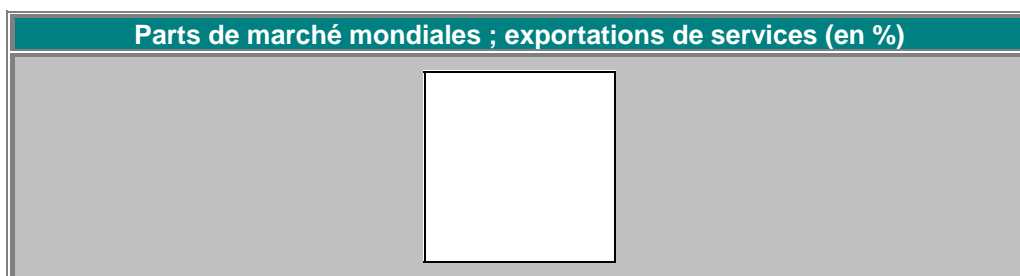 Parts de marché mondiales ; exportations de services (en %)